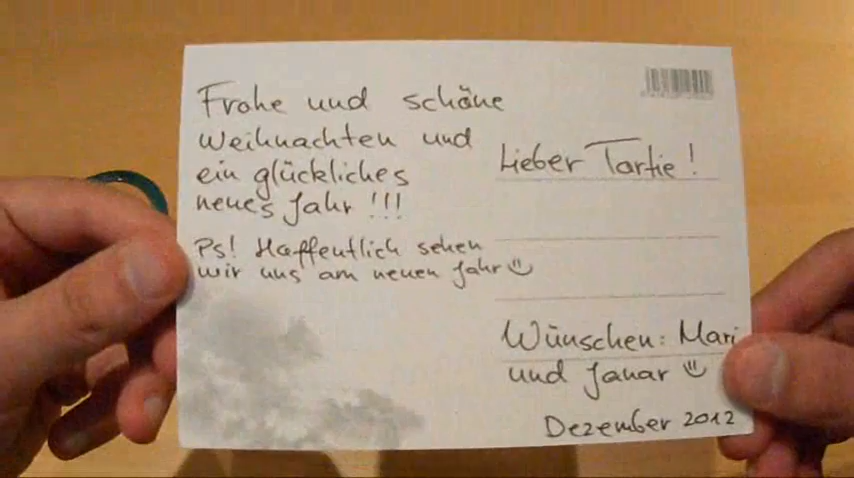 Frohe und schöne
Weihnachten und
ein glückliches
neues Jahr !!!
Ps! Hoffentlich sehen
wir uns am neuen Jahr
Lieber Tartie!
Wünschen: Mari
und Janar
Dezember 2012